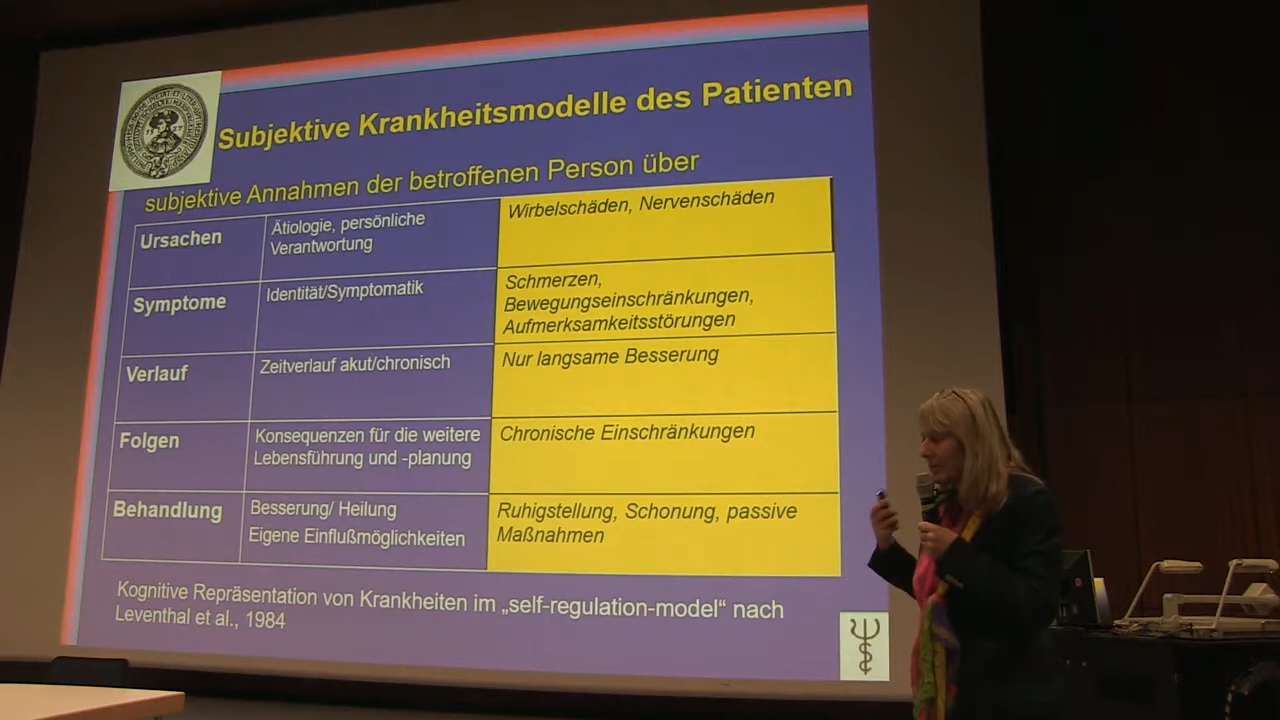 Subjektive Krankheitsmodelle des Patienten
subjektive Annahmen der betroffenen Person über
Ursachen
Ätiologie, persönliche
Verantwortung
Wirbelschäden, Nervenschäden
Symptome
Identität/Symptomatik
Schmerzen,
Bewegungseinschränkungen,
Aufmerksamkeitsstörungen
Verlauf
Zeitverlauf akut/chronisch
Nur langsame Besserung
Folgen
Konsequenzen für die weitere
Lebensführung und -planung
Chronische Einschränkungen
Behandlung
Besserung/ Heilung
Eigene Einflußmöglichkeiten
Ruhigstellung, Schonung, passive
Maßnahmen
Kognitive Repräsentation von Krankheiten im „self-regulation-model“ nach
Leventhal et al., 1984